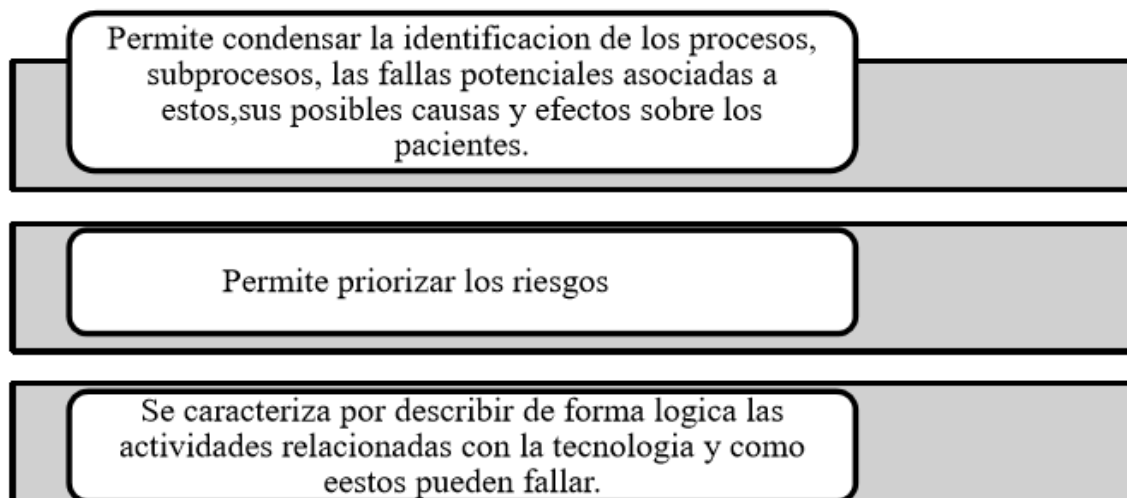 Permite condensar la identificacion de los procesos,
subprocesos, las fallas potenciales asociadas a
estos,sus posibles causas y efectos sobre los
pacientes.
Permite priorizar los riesgos
Se caracteriza por describir de forma logica las
actividades relacionadas con la tecnologia y como
eestos pueden fallar.